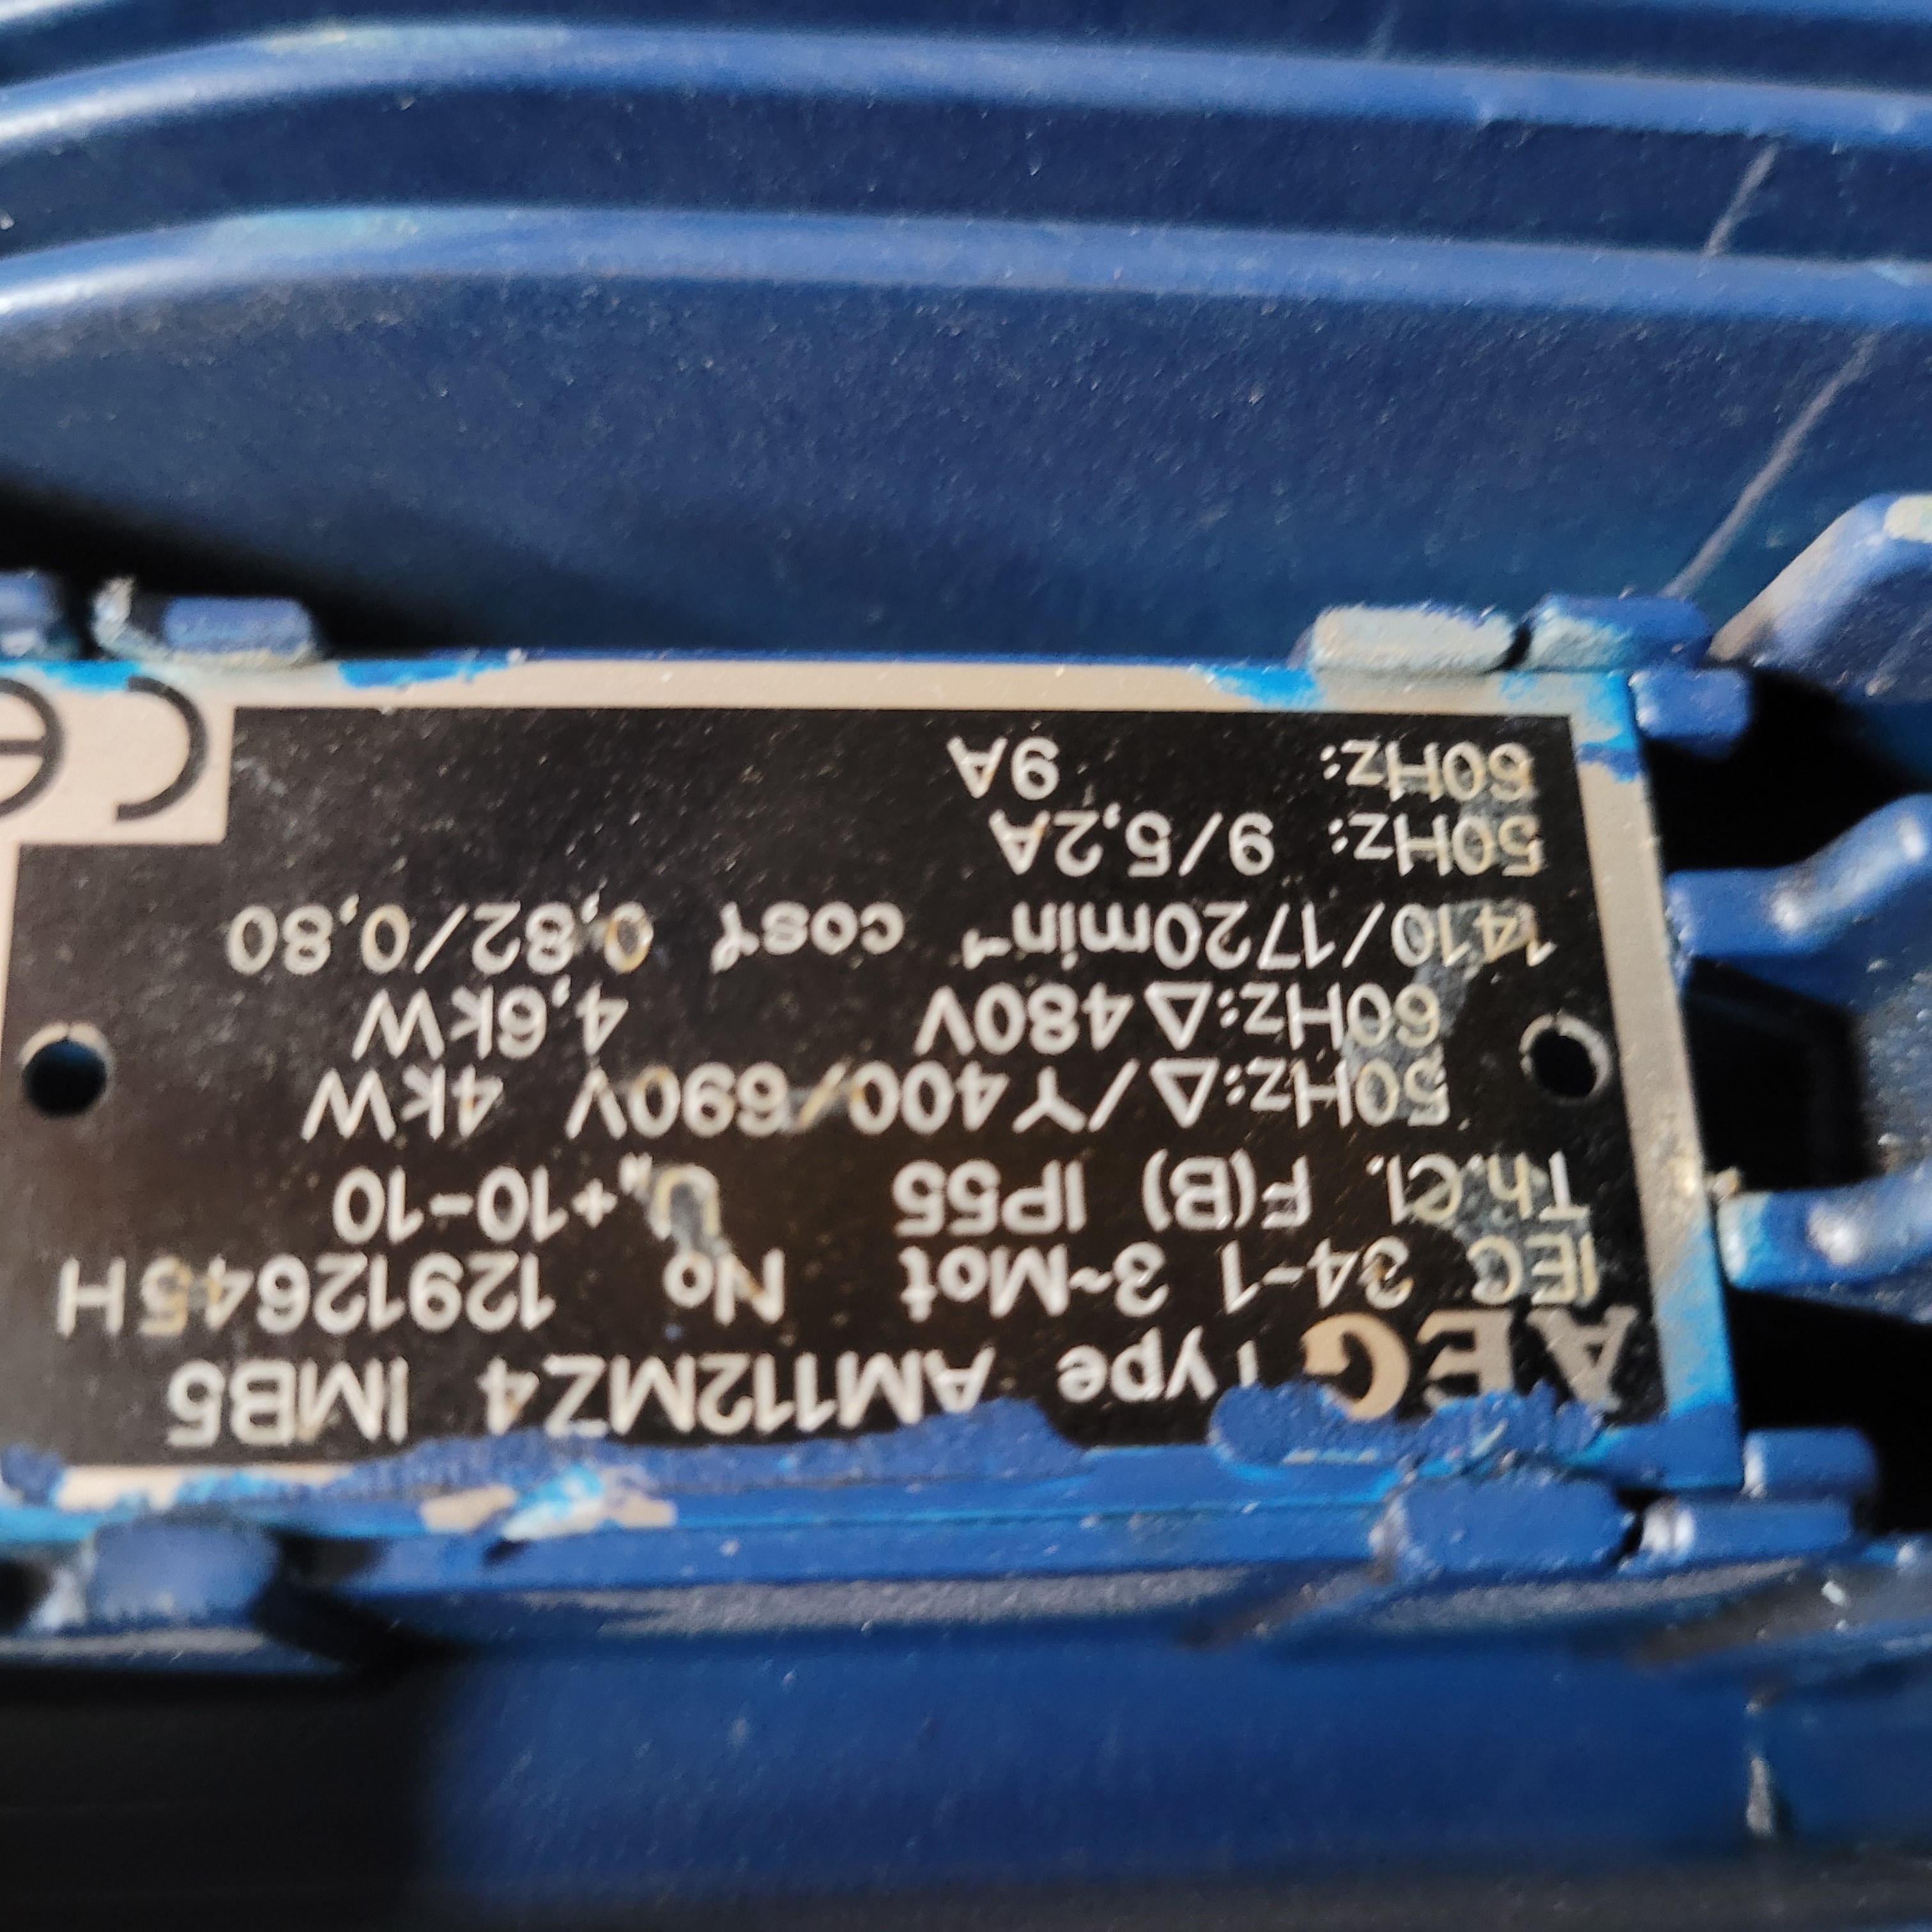 AEG Type AM112MZ4 IMB5
IEC 34-1 3~Mot No 12912645H
Th.Cl. F(B) IP55 UN+10-10
50Hz:Δ/Y400/690V 4kW
60Hz:Δ480V 4,6kW
1410/1720min⁻¹ cosφ 0,82/0,80
50Hz: 9/5,2A
60Hz: 9A
CE